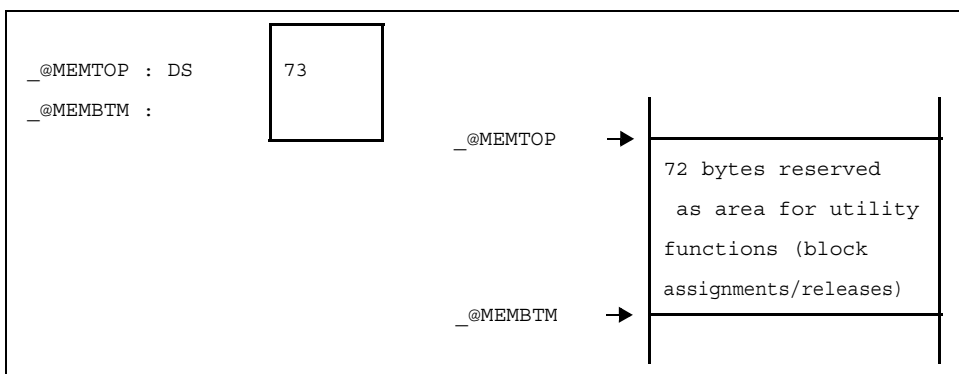 _@MEMTOP : DS 73
_@MEMBTM :
_@MEMTOP
72 bytes reserved
as area for utility
functions (block
assignments/releases)
_@MEMBTM